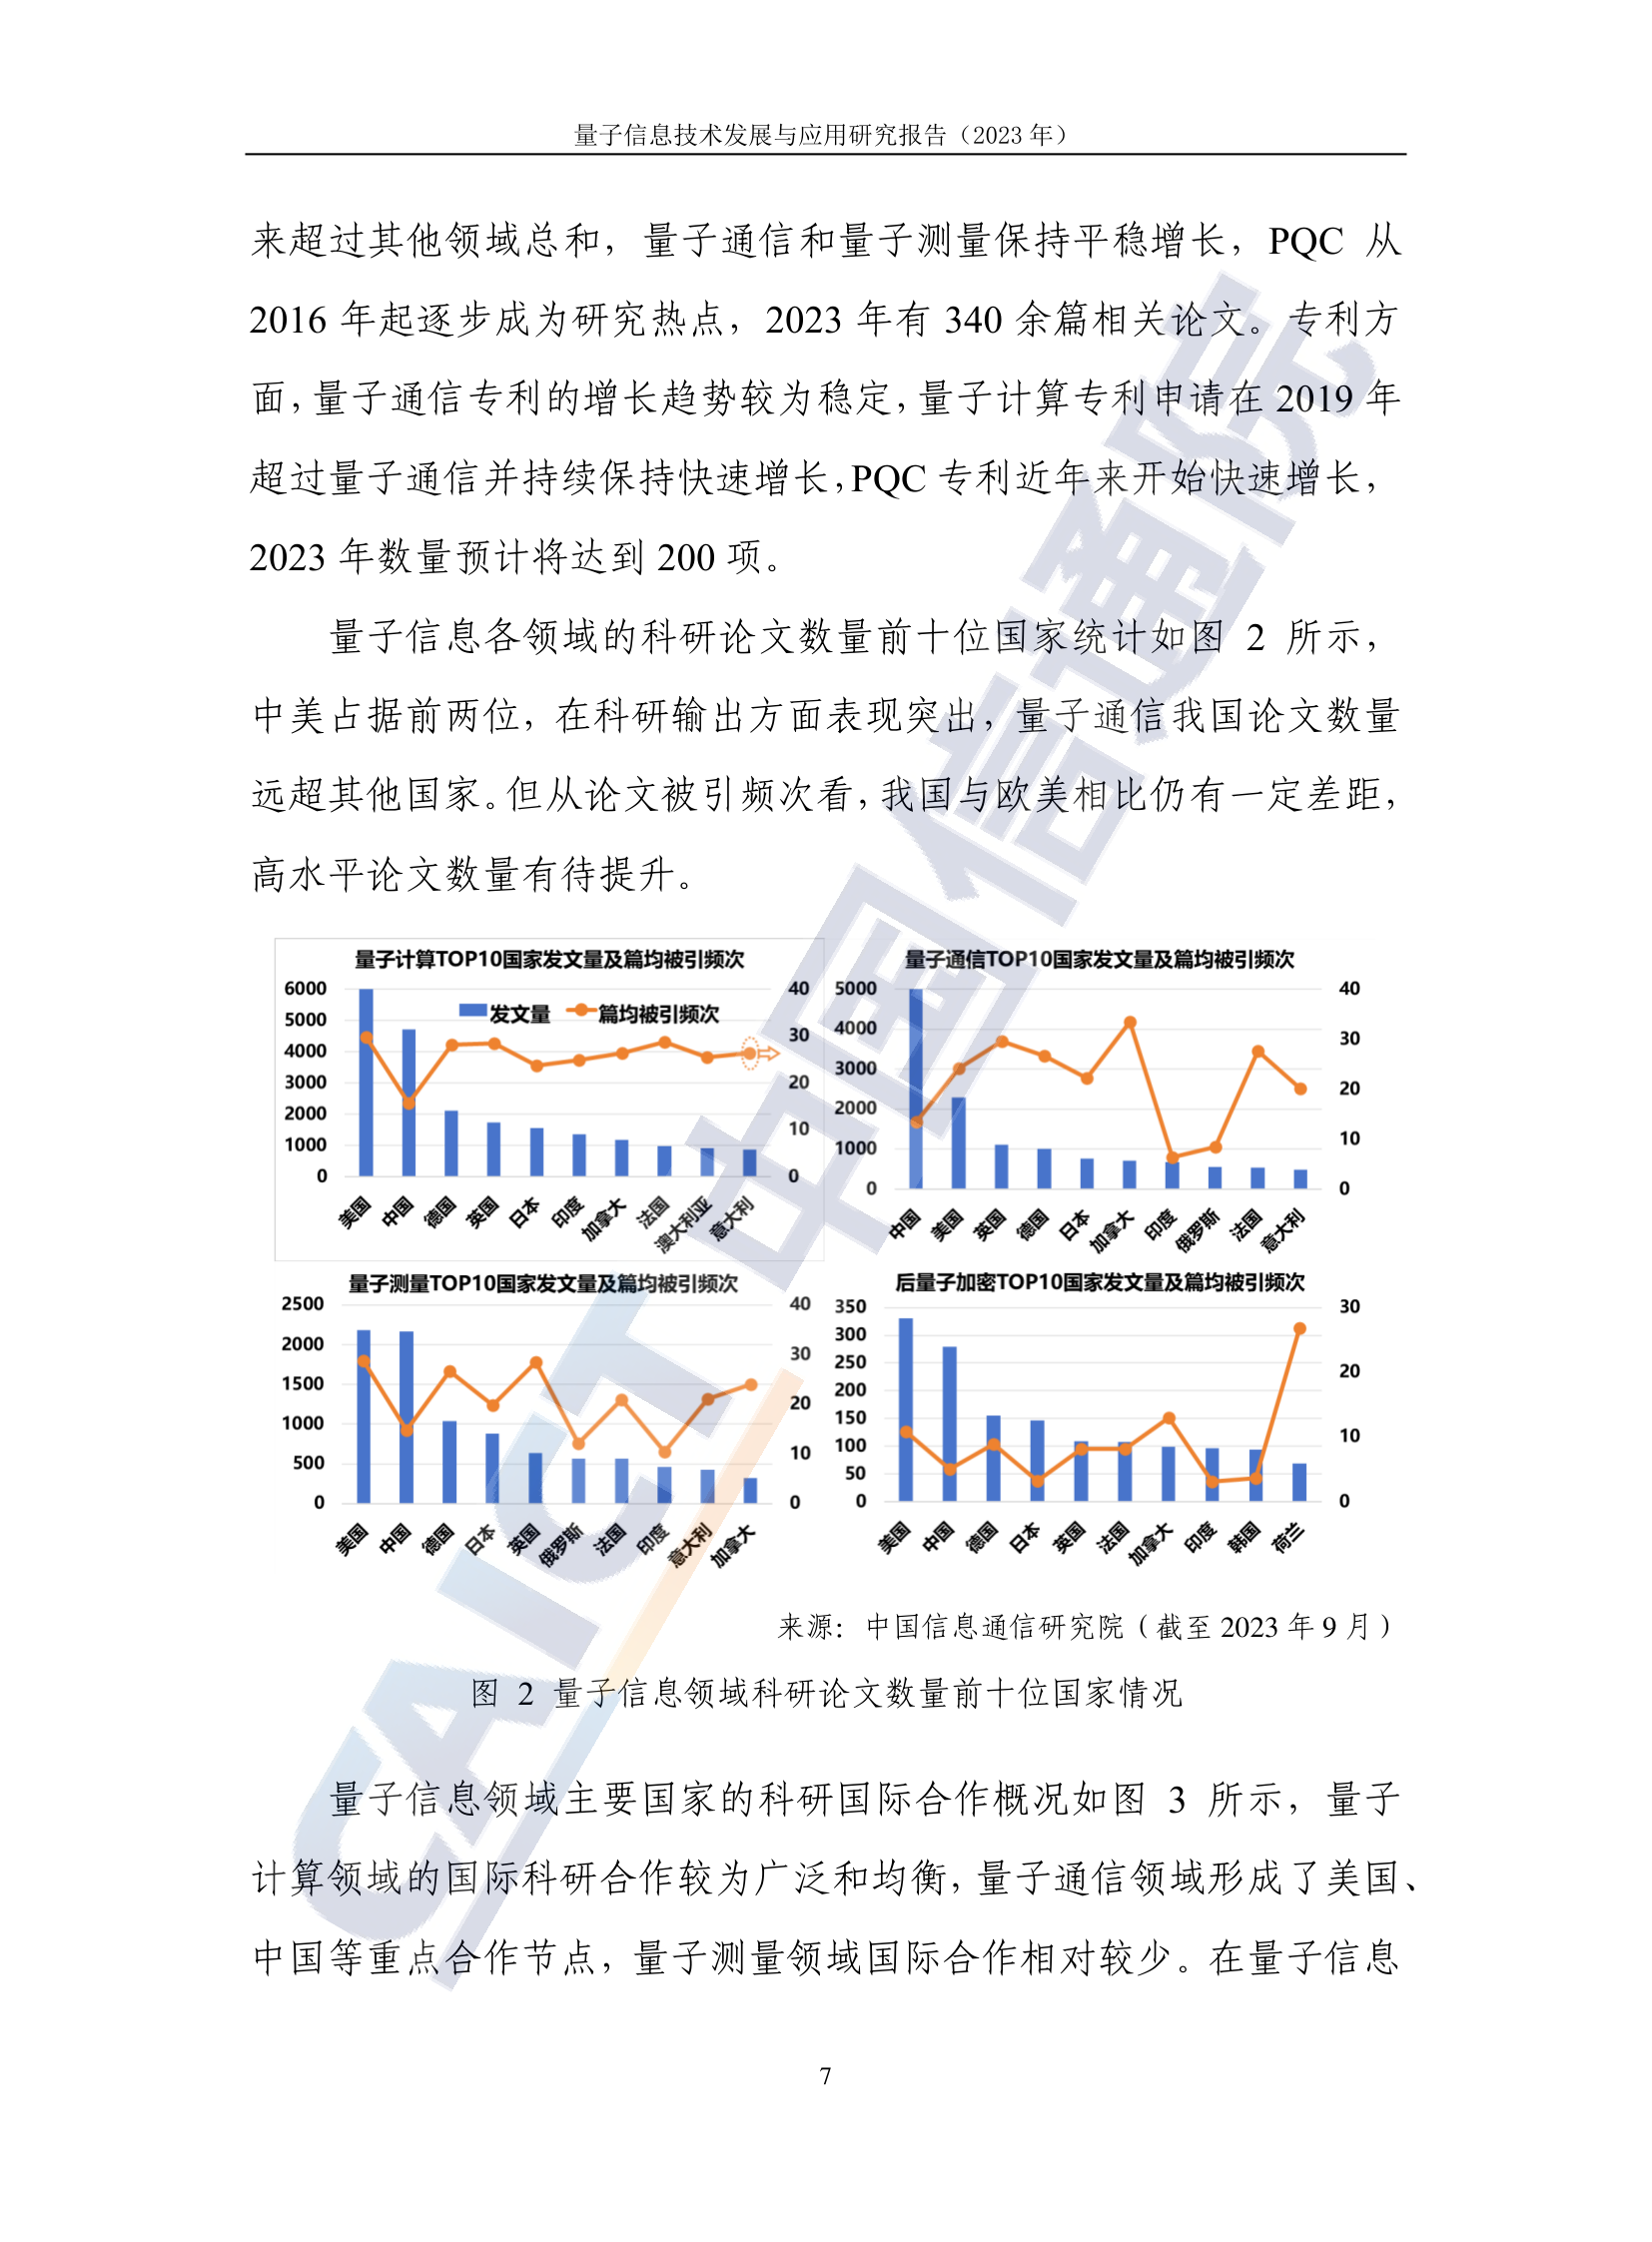 量子信息技术发展与应用研究报告（2023 年）
来超过其他领域总和，量子通信和量子测量保持平稳增长，PQC 从
2016 年起逐步成为研究热点，2023 年有 340 余篇相关论文。专利方
面，量子通信专利的增长趋势较为稳定，量子计算专利申请在 2019 年
超过量子通信并持续保持快速增长，PQC 专利近年来开始快速增长，
2023 年数量预计将达到 200 项。
量子信息各领域的科研论文数量前十位国家统计如图 2 所示，
中美占据前两位，在科研输出方面表现突出，量子通信我国论文数量
远超其他国家。但从论文被引频次看，我国与欧美相比仍有一定差距，
高水平论文数量有待提升。
量子计算TOP10国家发文量及篇均被引频次
发文量 篇均被引频次
6000
5000
4000
3000
2000
1000
0
40
30
20
10
0
美国 中国 德国 英国 日本 印度 加拿大 法国 澳大利亚 意大利
量子通信TOP10国家发文量及篇均被引频次
5000
4000
3000
2000
1000
0
40
30
20
10
0
中国 美国 英国 德国 日本 加拿大 印度 俄罗斯 法国 意大利
量子测量TOP10国家发文量及篇均被引频次
2500
2000
1500
1000
500
0
40
30
20
10
0
美国 中国 德国 日本 英国 俄罗斯 法国 印度 意大利 加拿大
后量子加密TOP10国家发文量及篇均被引频次
350
300
250
200
150
100
50
0
30
20
10
0
美国 中国 德国 日本 英国 法国 加拿大 印度 韩国 荷兰
来源：中国信息通信研究院（截至 2023 年 9 月）
图 2 量子信息领域科研论文数量前十位国家情况
量子信息领域主要国家的科研国际合作概况如图 3 所示，量子
计算领域的国际科研合作较为广泛和均衡，量子通信领域形成了美国、
中国等重点合作节点，量子测量领域国际合作相对较少。在量子信息
7
CAICT 中国信通院